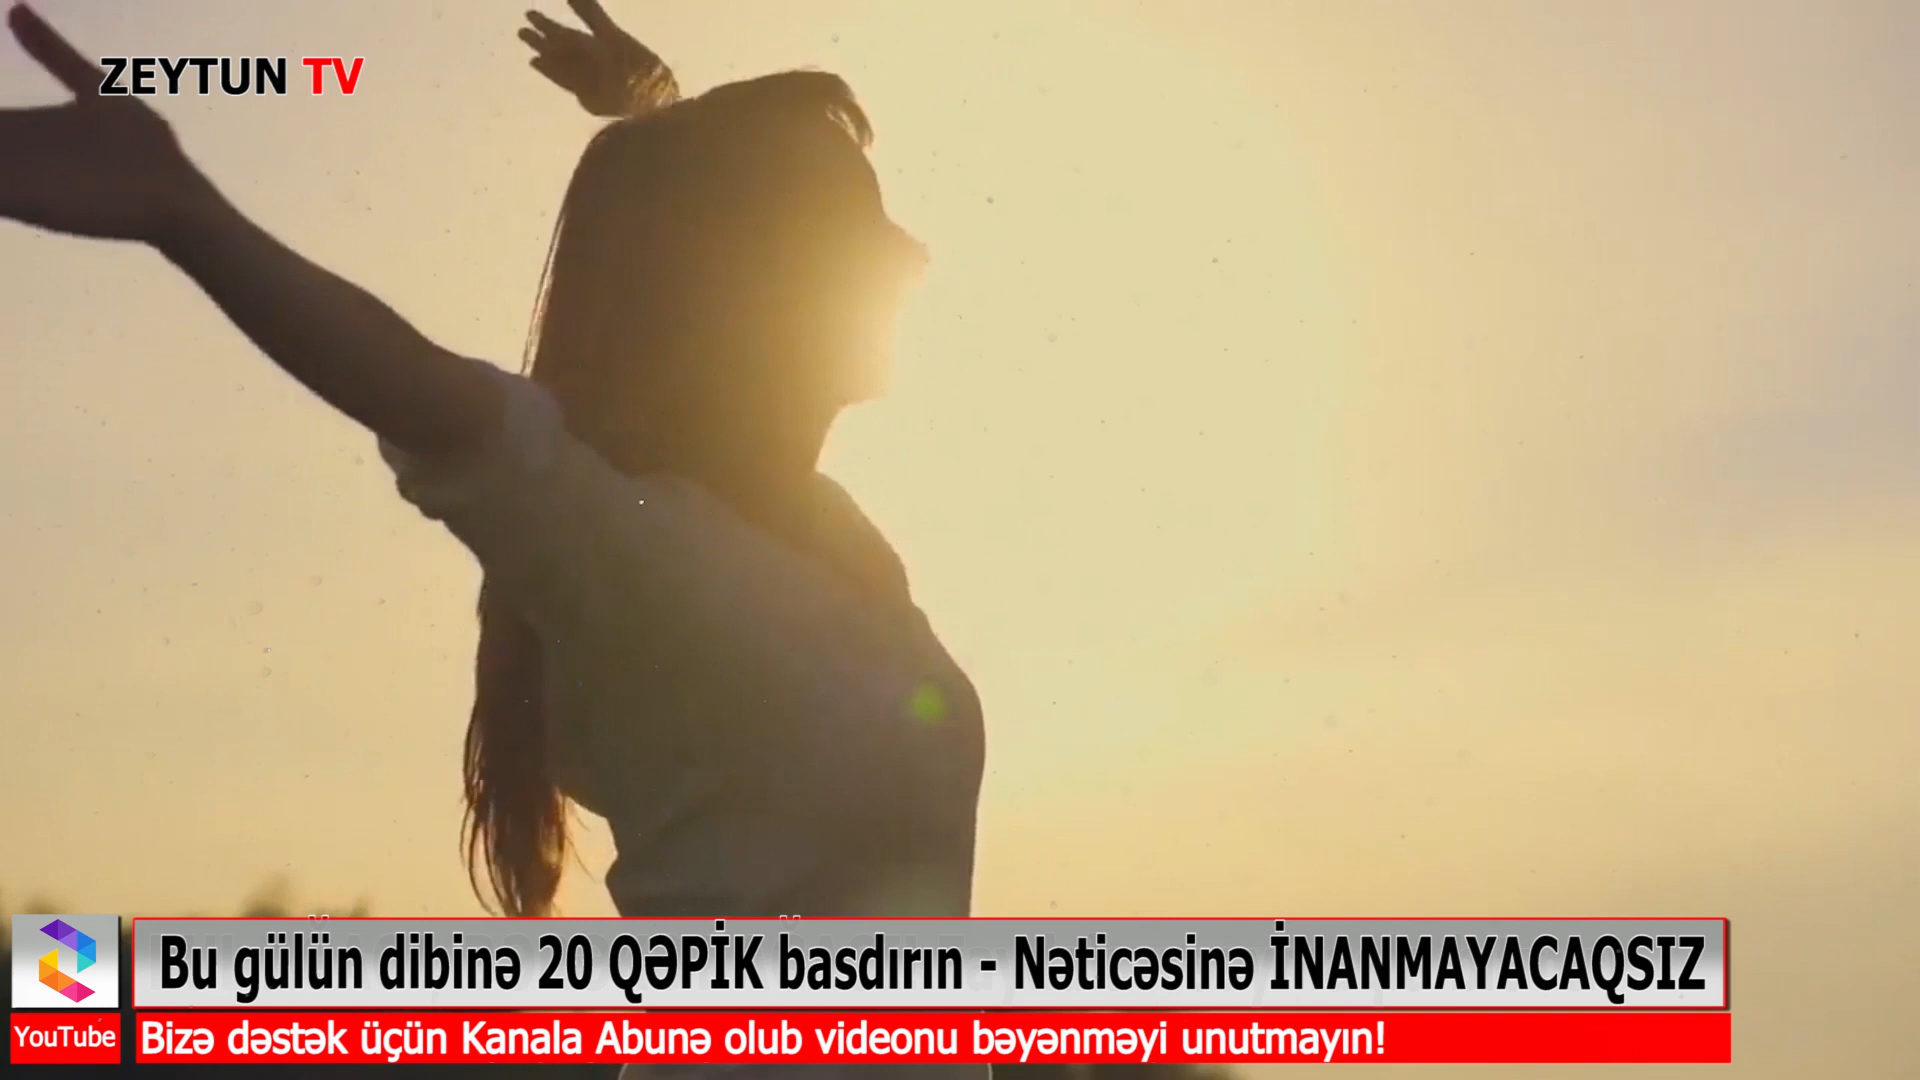 ZEYTUN TV
Bu gülün dibinə 20 QƏPİK basdırın - Nəticəsinə İNANMAYACAQSIZ
YouTube Bizə dəstək üçün Kanala Abunə olub videonu bəyənməyi unutmayın!